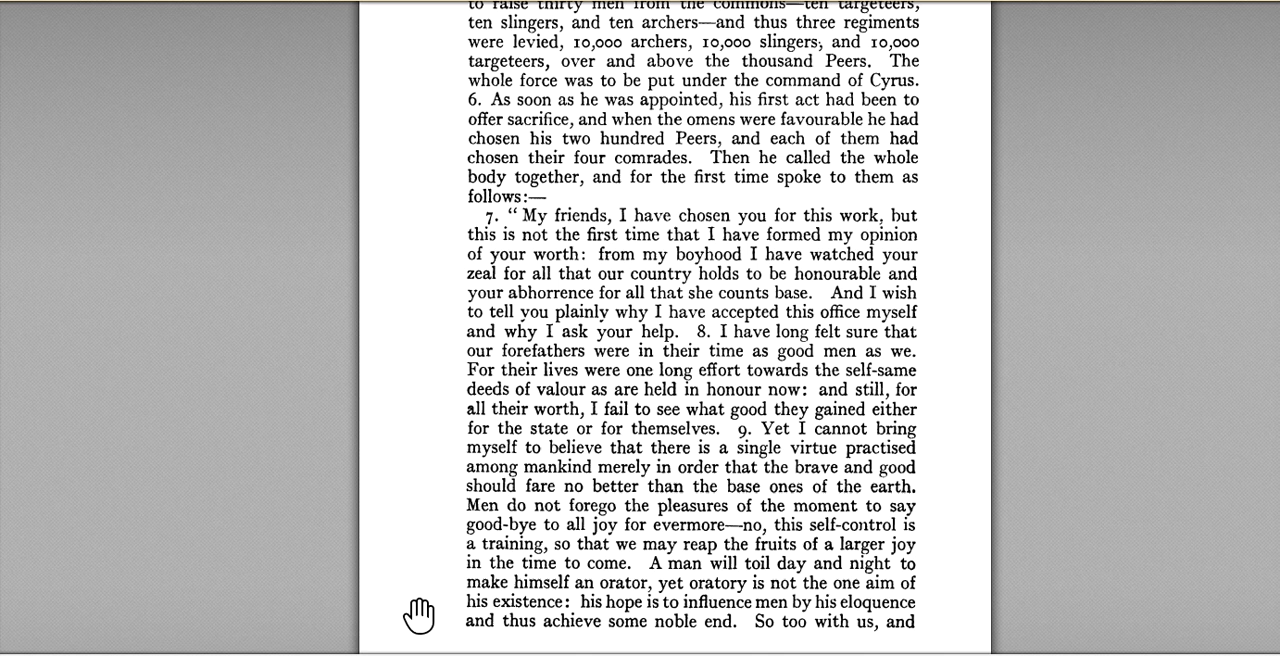 to raise thirty men from the commons—ten targeteers,
ten slingers, and ten archers—and thus three regiments
were levied, 10,000 archers, 10,000 slingers, and 10,000
targeteers, over and above the thousand Peers. The
whole force was to be put under the command of Cyrus.
6. As soon as he was appointed, his first act had been to
offer sacrifice, and when the omens were favourable he had
chosen his two hundred Peers, and each of them had
chosen their four comrades. Then he called the whole
body together, and for the first time spoke to them as
follows:—
7. “ My friends, I have chosen you for this work, but
this is not the first time that I have formed my opinion
of your worth: from my boyhood I have watched your
zeal for all that our country holds to be honourable and
your abhorrence for all that she counts base. And I wish
to tell you plainly why I have accepted this office myself
and why I ask your help. 8. I have long felt sure that
our forefathers were in their time as good men as we.
For their lives were one long effort towards the self-same
deeds of valour as are held in honour now: and still, for
all their worth, I fail to see what good they gained either
for the state or for themselves. 9. Yet I cannot bring
myself to believe that there is a single virtue practised
among mankind merely in order that the brave and good
should fare no better than the base ones of the earth.
Men do not forego the pleasures of the moment to say
good-bye to all joy for evermore—no, this self-control is
a training, so that we may reap the fruits of a larger joy
in the time to come. A man will toil day and night to
make himself an orator, yet oratory is not the one aim of
his existence: his hope is to influence men by his eloquence
and thus achieve some noble end. So too with us, and